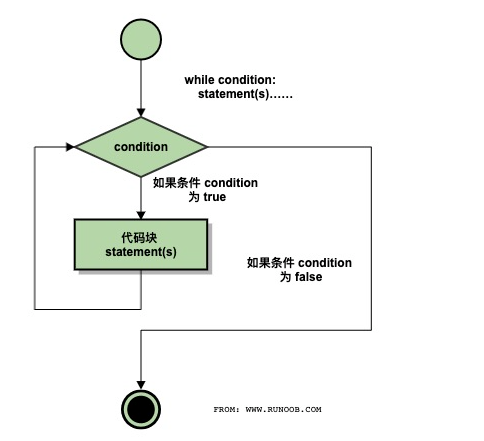 while condition:
statement(s)......
condition
如果条件 condition
为 true
代码块
statement(s)
如果条件 condition
为 false
FROM: WWW.RUNOOB.COM